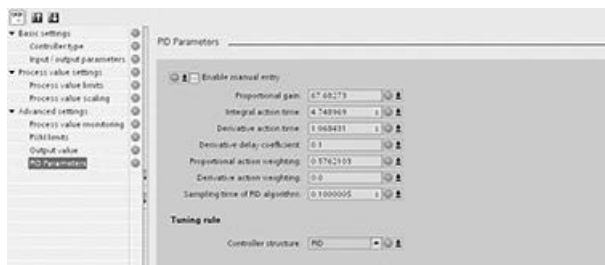 Basic settings
Controller type
Input / output parameters
Process value settings
Process value limits
Process value scaling
Advanced settings
Process value monitoring
PWM limits
Output value
PID Parameters
PID Parameters
Enable manual entry
Proportional gain: 67.68273
Integral action time: 4.748969 s
Derivative action time: 1.068431 s
Derivative delay coefficient: 0.1
Proportional action weighting: 0.5762103
Derivative action weighting: 0.0
Sampling time of PID algorithm: 0.1000005 s
Tuning rule
Controller structure: PID